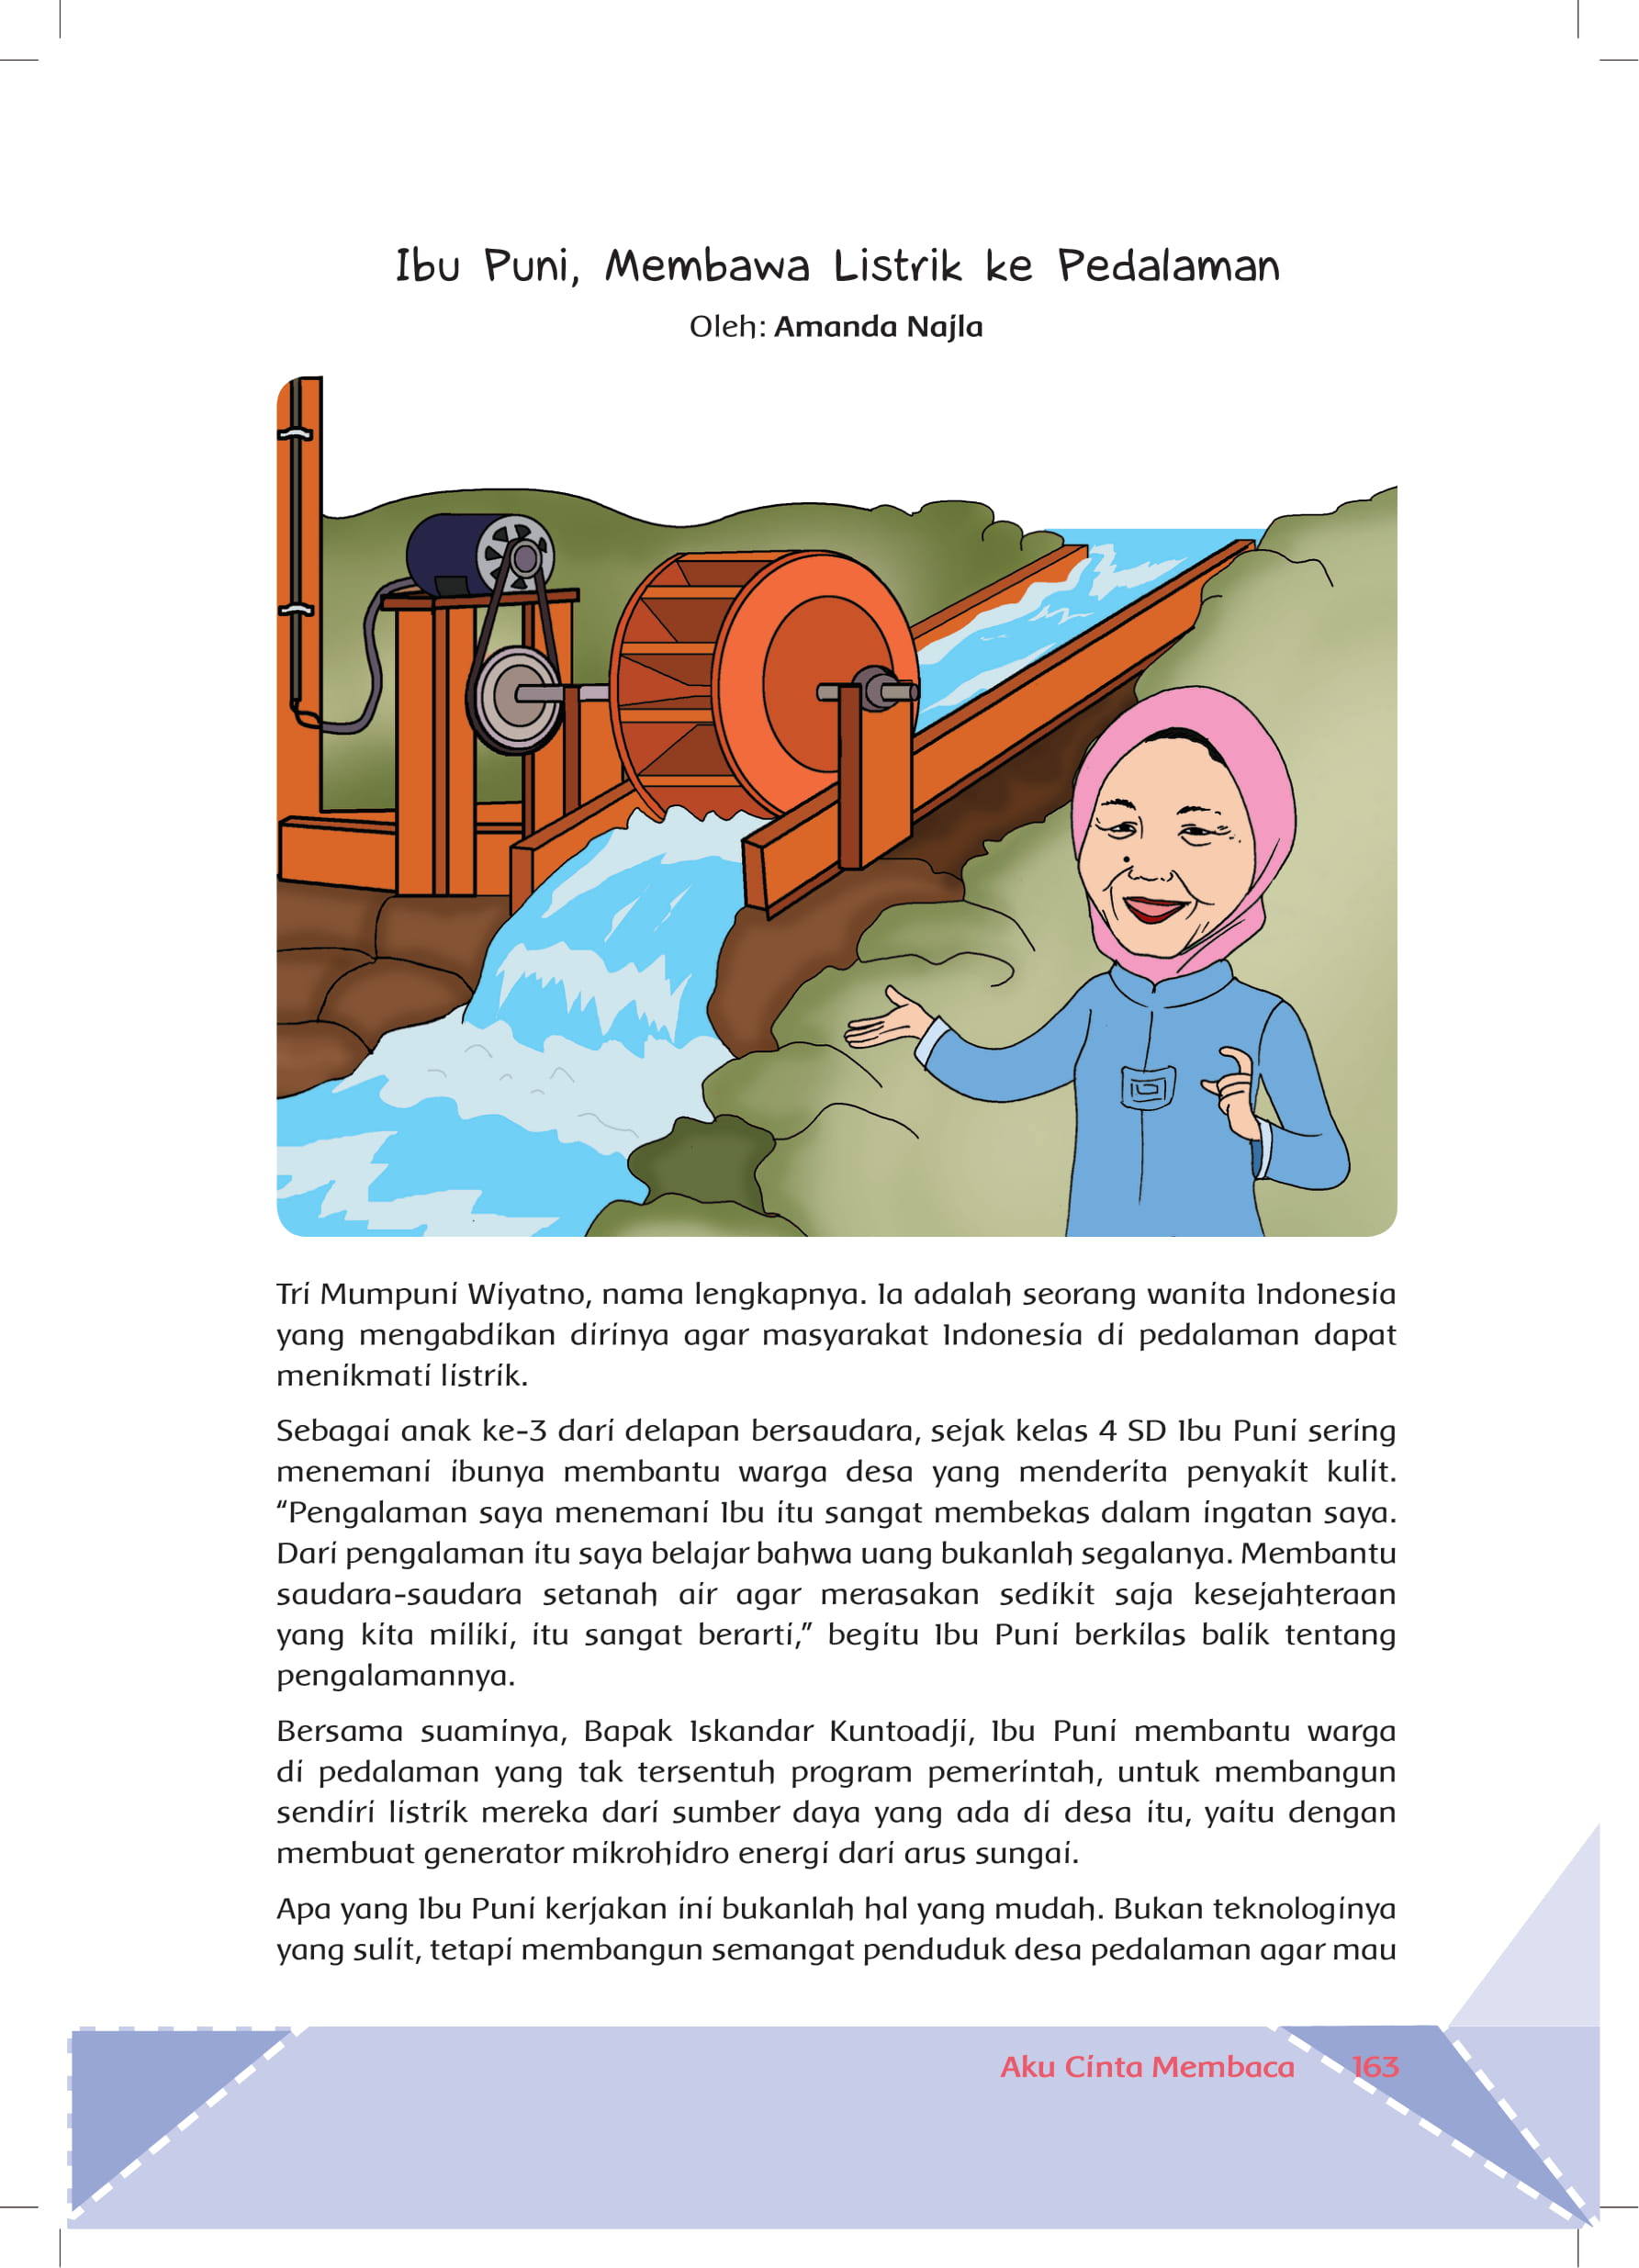 Ibu Puni, Membawa Listrik ke Pedalaman
Oleh: Amanda Najla
Tri Mumpuni Wiyatno, nama lengkapnya. Ia adalah seorang wanita Indonesia
yang mengabdikan dirinya agar masyarakat Indonesia di pedalaman dapat
menikmati listrik.
Sebagai anak ke-3 dari delapan bersaudara, sejak kelas 4 SD Ibu Puni sering
menemani ibunya membantu warga desa yang menderita penyakit kulit.
“Pengalaman saya menemani Ibu itu sangat membekas dalam ingatan saya.
Dari pengalaman itu saya belajar bahwa uang bukanlah segalanya. Membantu
saudara-saudara setanah air agar merasakan sedikit saja kesejahteraan
yang kita miliki, itu sangat berarti,” begitu Ibu Puni berkilas balik tentang
pengalamannya.
Bersama suaminya, Bapak Iskandar Kuntoadji, Ibu Puni membantu warga
di pedalaman yang tak tersentuh program pemerintah, untuk membangun
sendiri listrik mereka dari sumber daya yang ada di desa itu, yaitu dengan
membuat generator mikrohidro energi dari arus sungai.
Apa yang Ibu Puni kerjakan ini bukanlah hal yang mudah. Bukan teknologinya
yang sulit, tetapi membangun semangat penduduk desa pedalaman agar mau
Aku Cinta Membaca 163